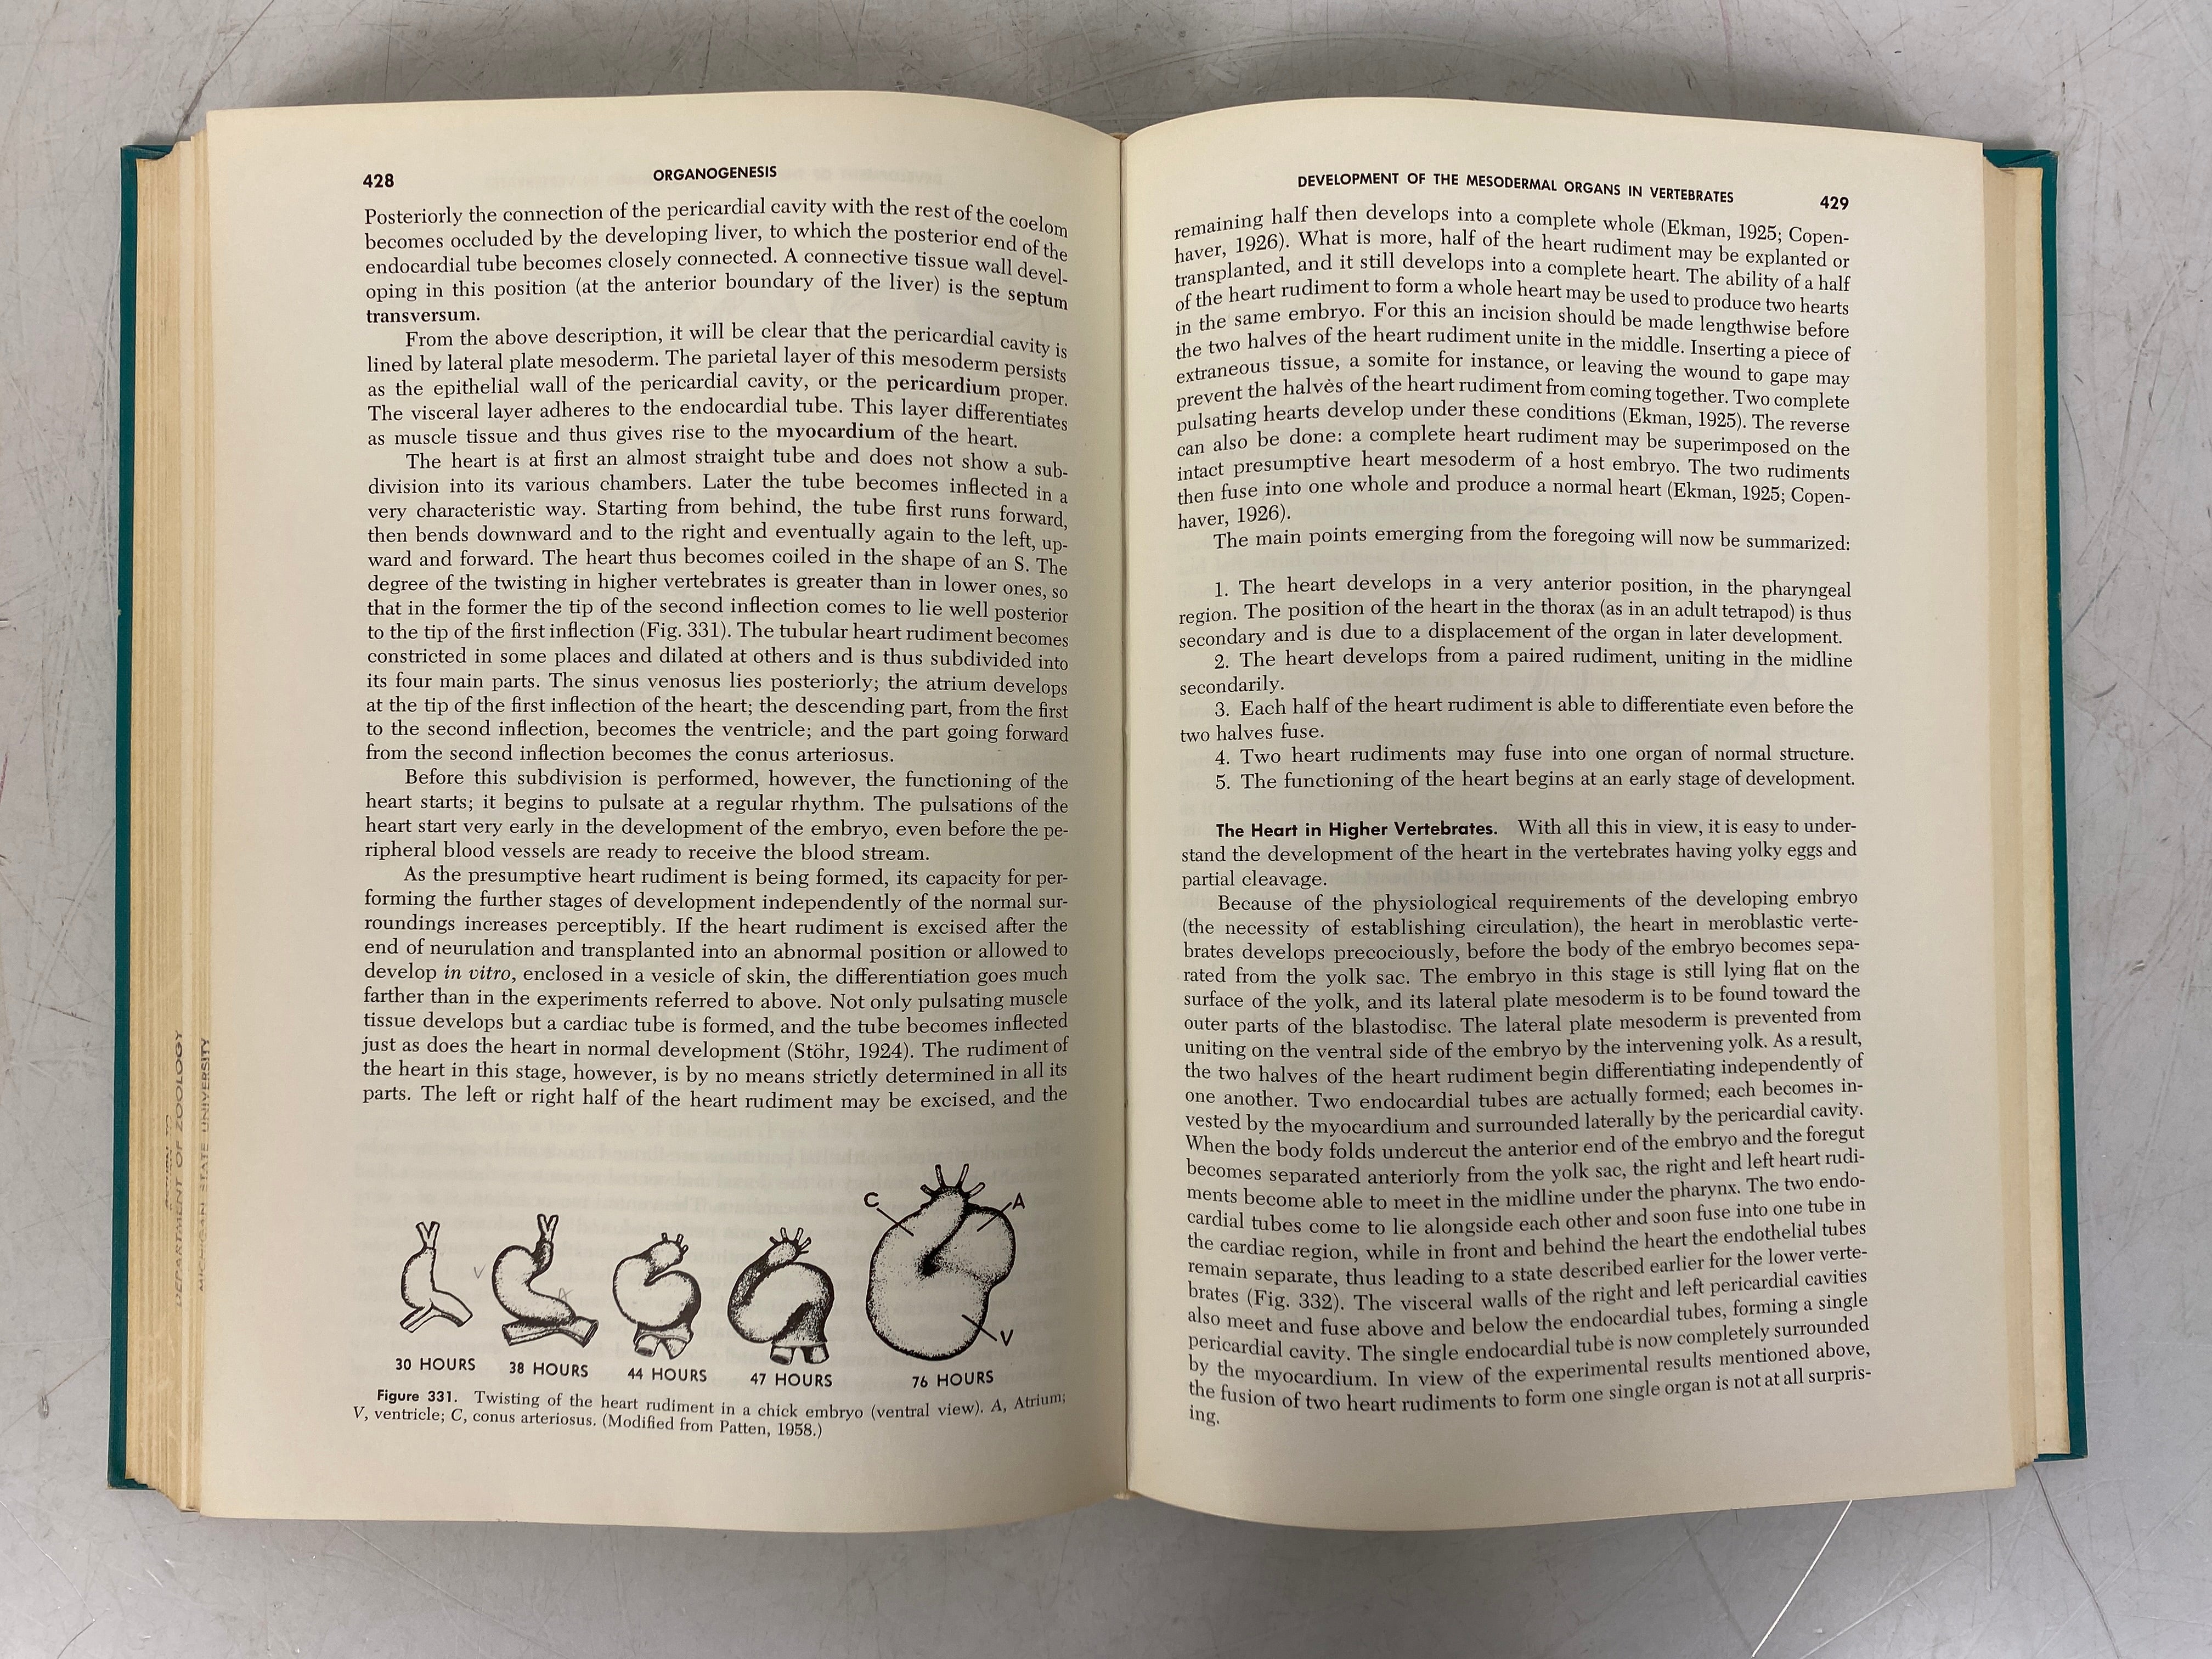 428
ORGANOGENESIS
Posteriorly the connection of the pericardial cavity with the rest of the coelom
becomes occluded by the developing liver, to which the posterior end of the
endocardial tube becomes closely connected. A connective tissue wall devel-
oping in this position (at the anterior boundary of the liver) is the septum
transversum.
From the above description, it will be clear that the pericardial cavity is
lined by lateral plate mesoderm. The parietal layer of this mesoderm persists
as the epithelial wall of the pericardial cavity, or the pericardium proper.
The visceral layer adheres to the endocardial tube. This layer differentiates
as muscle tissue and thus gives rise to the myocardium of the heart.
The heart is at first an almost straight tube and does not show a sub-
division into its various chambers. Later the tube becomes inflected in a
very characteristic way. Starting from behind, the tube first runs forward,
then bends downward and to the right and eventually again to the left, up-
ward and forward. The heart thus becomes coiled in the shape of an S. The
degree of the twisting in higher vertebrates is greater than in lower ones, so
that in the former the tip of the second inflection comes to lie well posterior
to the tip of the first inflection (Fig. 331). The tubular heart rudiment becomes
constricted in some places and dilated at others and is thus subdivided into
its four main parts. The sinus venosus lies posteriorly; the atrium develops
at the tip of the first inflection of the heart; the descending part, from the first
to the second inflection, becomes the ventricle; and the part going forward
from the second inflection becomes the conus arteriosus.
Before this subdivision is performed, however, the functioning of the
heart starts; it begins to pulsate at a regular rhythm. The pulsations of the
heart start very early in the development of the embryo, even before the pe-
ripheral blood vessels are ready to receive the blood stream.
As the presumptive heart rudiment is being formed, its capacity for per-
forming the further stages of development independently of the normal sur-
roundings increases perceptibly. If the heart rudiment is excised after the
end of neurulation and transplanted into an abnormal position or allowed to
develop in vitro, enclosed in a vesicle of skin, the differentiation goes much
farther than in the experiments referred to above. Not only pulsating muscle
tissue develops but a cardiac tube is formed, and the tube becomes inflected
just as does the heart in normal development (Stöhr, 1924). The rudiment of
the heart in this stage, however, is by no means strictly determined in all its
parts. The left or right half of the heart rudiment may be excised, and the
C
A
V
V
A
30 HOURS
38 HOURS
44 HOURS
47 HOURS
76 HOURS
Figure 331. Twisting of the heart rudiment in a chick embryo (ventral view). A, Atrium;
V, ventricle; C, conus arteriosus. (Modified from Patten, 1958.)
DEPARTMENT OF ZOOLOGY
MICHIGAN STATE UNIVERSITY
DEVELOPMENT OF THE MESODERMAL ORGANS IN VERTEBRATES
429
remaining half then develops into a complete whole (Ekman, 1925; Copen-
haver, 1926). What is more, half of the heart rudiment may be explanted or
transplanted, and it still develops into a complete heart. The ability of a half
of the heart rudiment to form a whole heart may be used to produce two hearts
in the same embryo. For this an incision should be made lengthwise before
the two halves of the heart rudiment unite in the middle. Inserting a piece of
extraneous tissue, a somite for instance, or leaving the wound to gape may
prevent the halves of the heart rudiment from coming together. Two complete
pulsating hearts develop under these conditions (Ekman, 1925). The reverse
can also be done: a complete heart rudiment may be superimposed on the
intact presumptive heart mesoderm of a host embryo. The two rudiments
then fuse into one whole and produce a normal heart (Ekman, 1925; Copen-
haver, 1926).
The main points emerging from the foregoing will now be summarized:
1. The heart develops in a very anterior position, in the pharyngeal
region. The position of the heart in the thorax (as in an adult tetrapod) is thus
secondary and is due to a displacement of the organ in later development.
2. The heart develops from a paired rudiment, uniting in the midline
secondarily.
3. Each half of the heart rudiment is able to differentiate even before the
two halves fuse.
4. Two heart rudiments may fuse into one organ of normal structure.
5. The functioning of the heart begins at an early stage of development.
The Heart in Higher Vertebrates. With all this in view, it is easy to under-
stand the development of the heart in the vertebrates having yolky eggs and
partial cleavage.
Because of the physiological requirements of the developing embryo
(the necessity of establishing circulation), the heart in meroblastic verte-
brates develops precociously, before the body of the embryo becomes sepa-
rated from the yolk sac. The embryo in this stage is still lying flat on the
surface of the yolk, and its lateral plate mesoderm is to be found toward the
outer parts of the blastodisc. The lateral plate mesoderm is prevented from
uniting on the ventral side of the embryo by the intervening yolk. As a result,
the two halves of the heart rudiment begin differentiating independently of
one another. Two endocardial tubes are actually formed; each becomes in-
vested by the myocardium and surrounded laterally by the pericardial cavity.
When the body folds undercut the anterior end of the embryo and the foregut
becomes separated anteriorly from the yolk sac, the right and left heart rudi-
ments become able to meet in the midline under the pharynx. The two endo-
cardial tubes come to lie alongside each other and soon fuse into one tube in
the cardiac region, while in front and behind the heart the endothelial tubes
remain separate, thus leading to a state described earlier for the lower verte-
brates (Fig. 332). The visceral walls of the right and left pericardial cavities
also meet and fuse above and below the endocardial tubes, forming a single
pericardial cavity. The single endocardial tube is now completely surrounded
by the myocardium. In view of the experimental results mentioned above,
the fusion of two heart rudiments to form one single organ is not at all surpris-
ing.